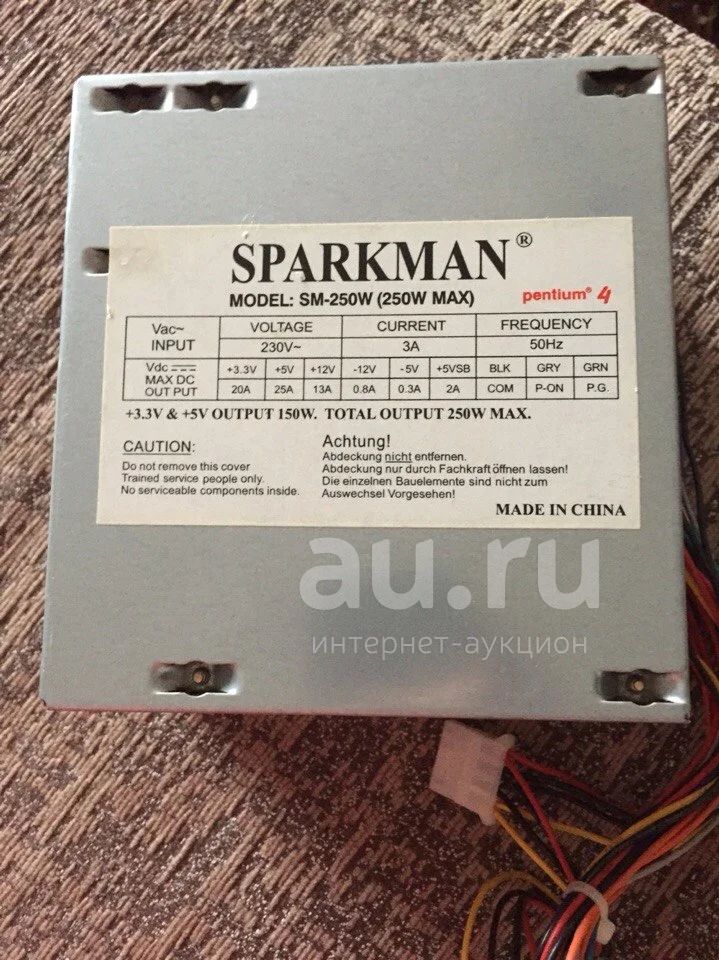 SPARKMAN®
MODEL: SM-250W (250W MAX) pentium® 4
Vac~ INPUT VOLTAGE CURRENT FREQUENCY
230V~ 3A 50Hz
Vdc ⎓ MAX DC OUTPUT +3.3V +5V +12V -12V -5V +5VSB BLK GRY GRN
20A 25A 13A 0.8A 0.3A 2A COM P-ON P.G.
+3.3V & +5V OUTPUT 150W. TOTAL OUTPUT 250W MAX.
CAUTION:
Do not remove this cover
Trained service people only.
No serviceable components inside.
Achtung!
Abdeckung nicht entfernen.
Abdeckung nur durch Fachkraft öffnen lassen!
Die einzelnen Bauelemente sind nicht zum
Auswechsel Vorgesehen!
MADE IN CHINA
au.ru
интернет-аукцион